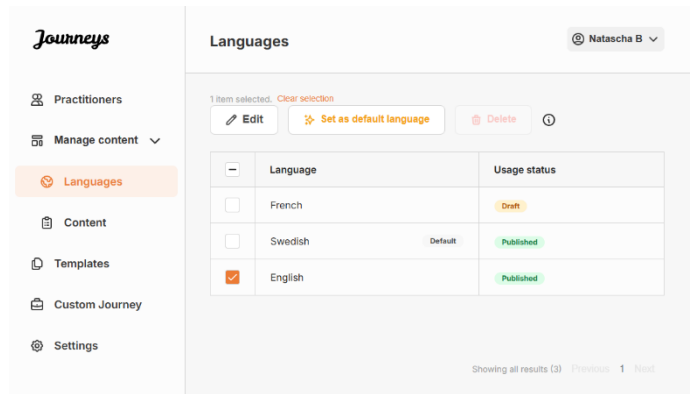 Journeys
Languages
Natascha B
Practitioners
Manage content
Languages
Content
Templates
Custom Journey
Settings
1 item selected. Clear selection
Edit
Set as default language
Delete
Language Usage status
French Draft
Swedish Default Published
English Published
Showing all results (3) Previous 1 Next